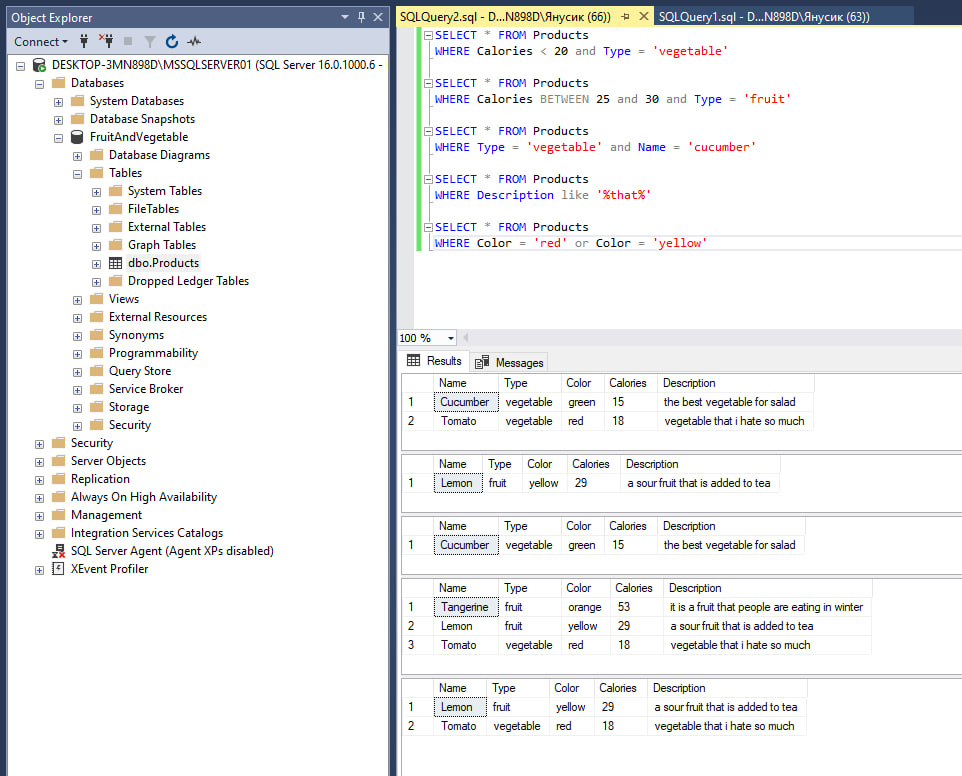 Object Explorer
Connect
DESKTOP-3MN898D\MSSQLSERVER01 (SQL Server 16.0.1000.6 -
Databases
System Databases
Database Snapshots
FruitAndVegetable
Database Diagrams
Tables
System Tables
FileTables
External Tables
Graph Tables
dbo.Products
Dropped Ledger Tables
Views
External Resources
Synonyms
Programmability
Query Store
Service Broker
Storage
Security
Security
Server Objects
Replication
Always On High Availability
Management
Integration Services Catalogs
SQL Server Agent (Agent XPs disabled)
XEvent Profiler
SQLQuery2.sql - D...N898D\Янусик (66)) SQLQuery1.sql - D...N898D\Янусик (63))
SELECT * FROM Products
WHERE Calories < 20 and Type = 'vegetable'
SELECT * FROM Products
WHERE Calories BETWEEN 25 and 30 and Type = 'fruit'
SELECT * FROM Products
WHERE Type = 'vegetable' and Name = 'cucumber'
SELECT * FROM Products
WHERE Description like '%that%'
SELECT * FROM Products
WHERE Color = 'red' or Color = 'yellow'
100 %
Results Messages
Name Type Color Calories Description
1 Cucumber vegetable green 15 the best vegetable for salad
2 Tomato vegetable red 18 vegetable that i hate so much
Name Type Color Calories Description
1 Lemon fruit yellow 29 a sour fruit that is added to tea
Name Type Color Calories Description
1 Cucumber vegetable green 15 the best vegetable for salad
Name Type Color Calories Description
1 Tangerine fruit orange 53 it is a fruit that people are eating in winter
2 Lemon fruit yellow 29 a sour fruit that is added to tea
3 Tomato vegetable red 18 vegetable that i hate so much
Name Type Color Calories Description
1 Lemon fruit yellow 29 a sour fruit that is added to tea
2 Tomato vegetable red 18 vegetable that i hate so much